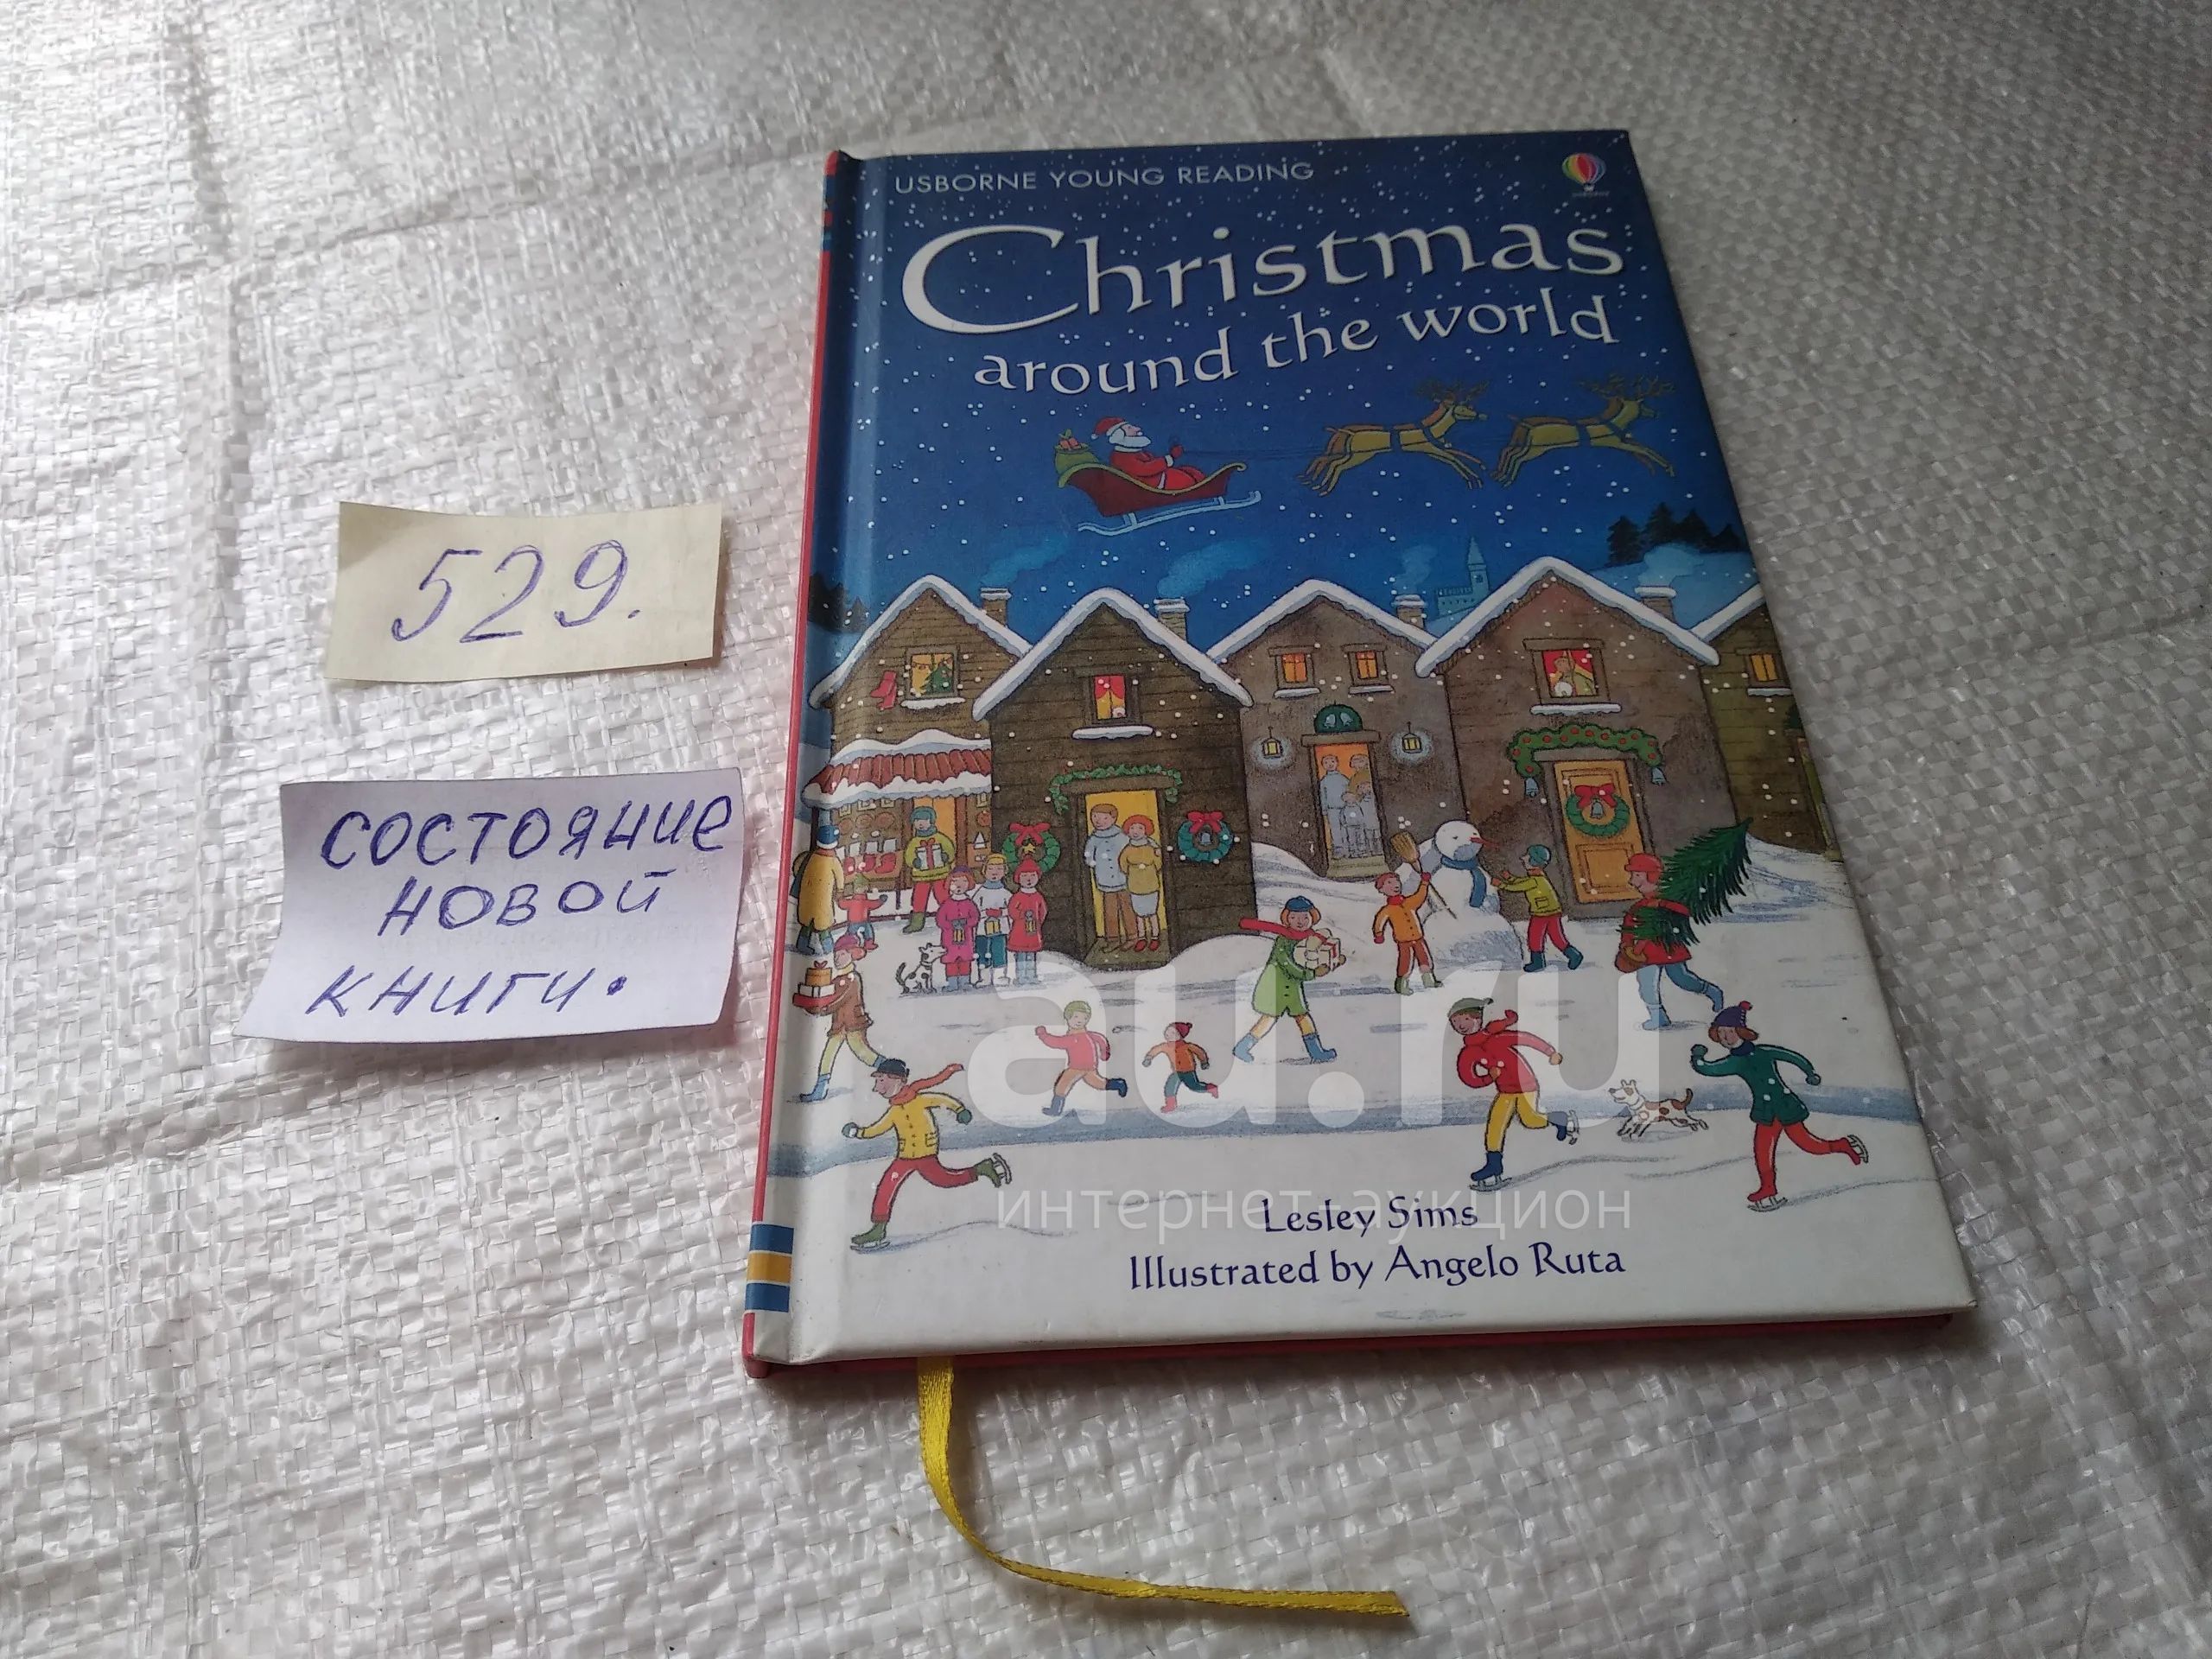 USBORNE YOUNG READING
Christmas
around the world
529.
состояние
новой
книги.
au.ru
интернет-аукцион
Lesley Sims
Illustrated by Angelo Ruta